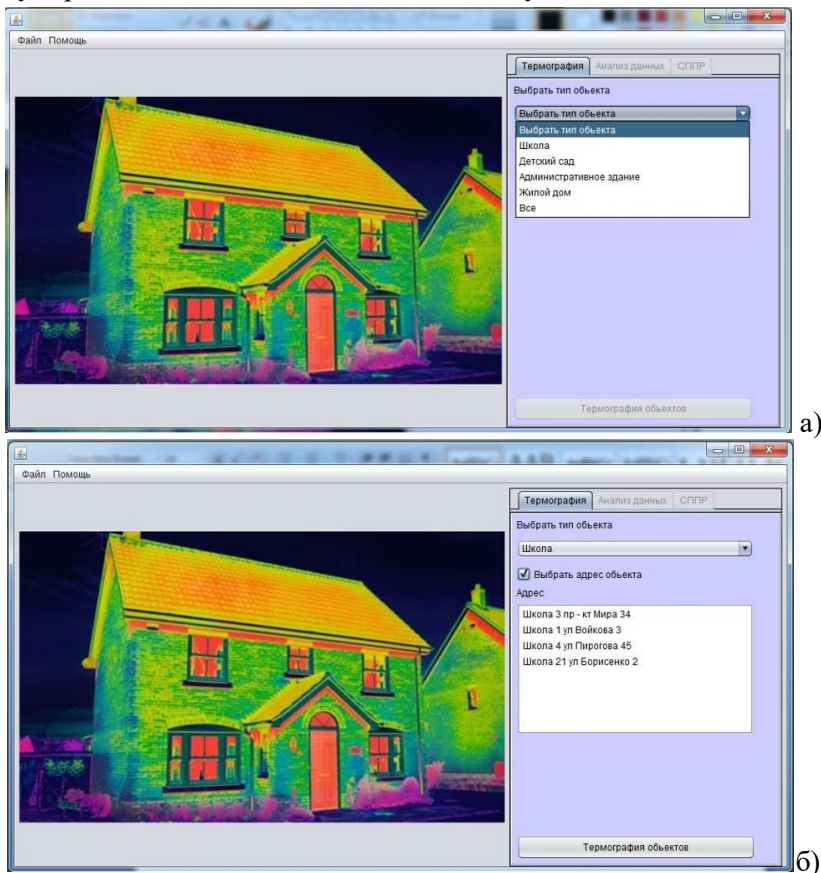 Файл Помощь
Термография Анализ данных СППР
Выбрать тип обьекта
Выбрать тип обьекта
Выбрать тип обьекта
Школа
Детский сад
Административное здание
Жилой дом
Все
Термография обьектов
а)
Файл Помощь
Термография Анализ данных СППР
Выбрать тип обьекта
Школа
Выбрать адрес обьекта
Адрес
Школа 3 пр - кт Мира 34
Школа 1 ул Войкова 3
Школа 4 ул Пирогова 45
Школа 21 ул Борисенко 2
Термография обьектов
б)